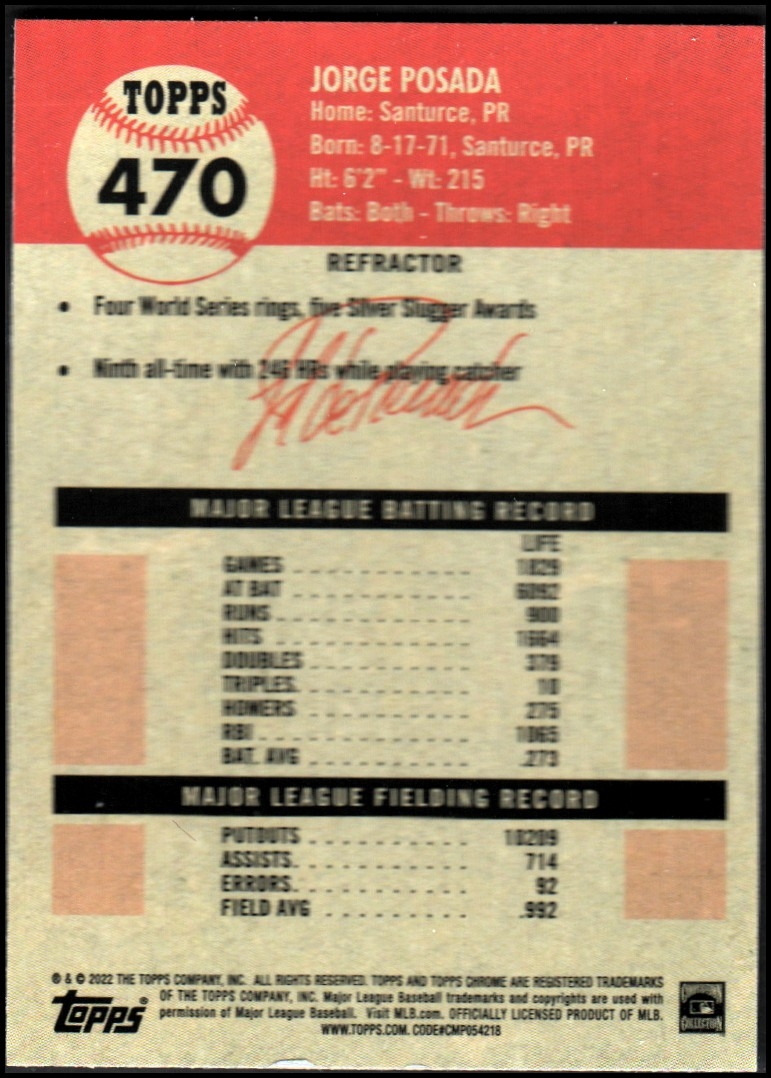 TOPPS
470
JORGE POSADA
Home: Santurce, PR
Born: 8-17-71, Santurce, PR
Ht: 6'2" - Wt: 215
Bats: Both - Throws: Right
REFRACTOR
• Four World Series rings, five Silver Slugger Awards
• Ninth all-time with 246 HRs while playing catcher
MAJOR LEAGUE BATTING RECORD
LIFE
GAMES 1829
AT BAT 6092
RUNS 900
HITS 1664
DOUBLES 379
TRIPLES 10
HOMERS 275
RBI 1065
BAT. AVG .273
MAJOR LEAGUE FIELDING RECORD
PUTOUTS 10209
ASSISTS 714
ERRORS 92
FIELD AVG .992
® & © 2022 THE TOPPS COMPANY, INC. ALL RIGHTS RESERVED. TOPPS AND TOPPS CHROME ARE REGISTERED TRADEMARKS
OF THE TOPPS COMPANY, INC. Major League Baseball trademarks and copyrights are used with
permission of Major League Baseball. Visit MLB.com. OFFICIALLY LICENSED PRODUCT OF MLB.
WWW.TOPPS.COM. CODE#CMP054218
Topps®
COLLECTION